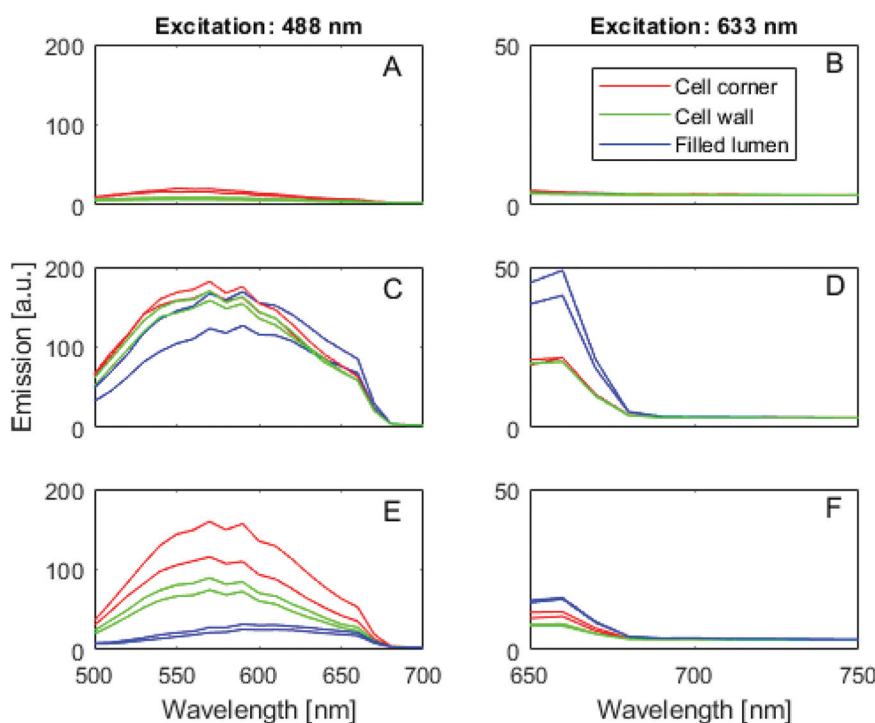 Excitation: 488 nm
Excitation: 633 nm
200
100
0
A
50
0
B
Cell corner
Cell wall
Filled lumen
Emission [a.u.]
200
100
0
C
50
0
D
200
100
0
E
500 550 600 650 700
Wavelength [nm]
50
0
F
650 700 750
Wavelength [nm]